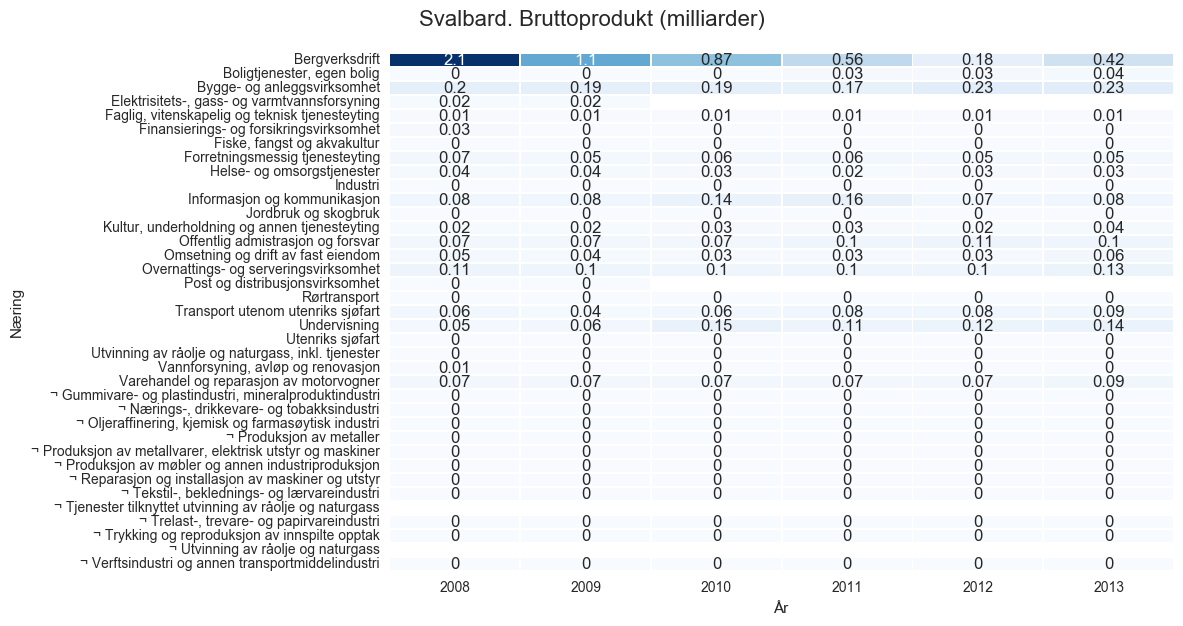 Svalbard. Bruttoprodukt (milliarder)
Bergverksdrift 2.1 1.1 0.87 0.56 0.18 0.42
Boligtjenester, egen bolig 0 0 0 0.03 0.03 0.04
Bygge- og anleggsvirksomhet 0.2 0.19 0.19 0.17 0.23 0.23
Elektrisitets-, gass- og varmtvannsforsyning 0.02 0.02
Faglig, vitenskapelig og teknisk tjenesteyting 0.01 0.01 0.01 0.01 0.01 0.01
Finansierings- og forsikringsvirksomhet 0.03 0 0 0 0 0
Fiske, fangst og akvakultur 0 0 0 0 0 0
Forretningsmessig tjenesteyting 0.07 0.05 0.06 0.06 0.05 0.05
Helse- og omsorgstjenester 0.04 0.04 0.03 0.02 0.03 0.03
Industri 0 0 0 0 0 0
Informasjon og kommunikasjon 0.08 0.08 0.14 0.16 0.07 0.08
Jordbruk og skogbruk 0 0 0 0 0 0
Kultur, underholdning og annen tjenesteyting 0.02 0.02 0.03 0.03 0.02 0.04
Offentlig admistrasjon og forsvar 0.07 0.07 0.07 0.1 0.11 0.1
Omsetning og drift av fast eiendom 0.05 0.04 0.03 0.03 0.03 0.06
Overnattings- og serveringsvirksomhet 0.11 0.1 0.1 0.1 0.1 0.13
Post og distribusjonsvirksomhet 0 0
Rørtransport 0 0 0 0 0 0
Transport utenom utenriks sjøfart 0.06 0.04 0.06 0.08 0.08 0.09
Undervisning 0.05 0.06 0.15 0.11 0.12 0.14
Utenriks sjøfart 0 0 0 0 0 0
Utvinning av råolje og naturgass, inkl. tjenester 0 0 0 0 0 0
Vannforsyning, avløp og renovasjon 0.01 0 0 0 0 0
Varehandel og reparasjon av motorvogner 0.07 0.07 0.07 0.07 0.07 0.09
¬ Gummivare- og plastindustri, mineralproduktindustri 0 0 0 0 0 0
¬ Nærings-, drikkevare- og tobakksindustri 0 0 0 0 0 0
¬ Oljeraffinering, kjemisk og farmasøytisk industri 0 0 0 0 0 0
¬ Produksjon av metaller 0 0 0 0 0 0
¬ Produksjon av metallvarer, elektrisk utstyr og maskiner 0 0 0 0 0 0
¬ Produksjon av møbler og annen industriproduksjon 0 0 0 0 0 0
¬ Reparasjon og installasjon av maskiner og utstyr 0 0 0 0 0 0
¬ Tekstil-, beklednings- og lærvareindustri 0 0 0 0 0 0
¬ Tjenester tilknyttet utvinning av råolje og naturgass
¬ Trelast-, trevare- og papirvareindustri 0 0 0 0 0 0
¬ Trykking og reproduksjon av innspilte opptak 0 0 0 0 0 0
¬ Utvinning av råolje og naturgass
¬ Verftsindustri og annen transportmiddelindustri 0 0 0 0 0 0
2008 2009 2010 2011 2012 2013
År
Næring